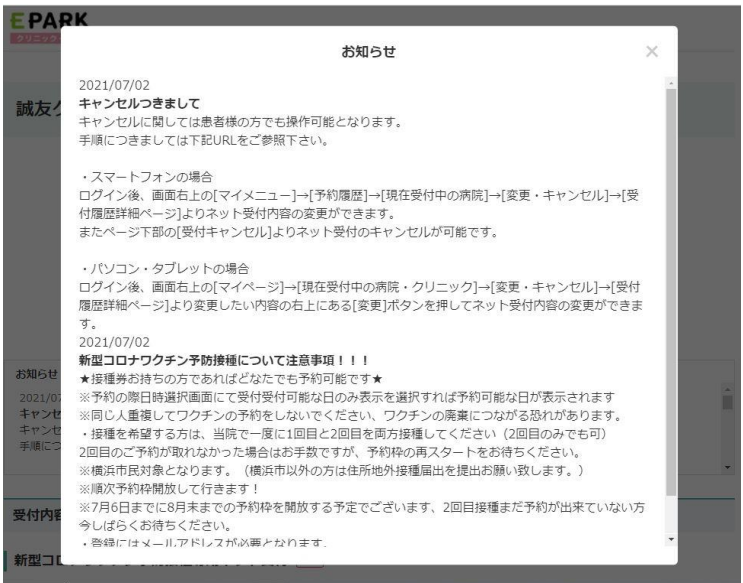 EPARK
お知らせ
2021/07/02
キャンセルつきまして
キャンセルに関しては患者様の方でも操作可能となります。
手順につきましては下記URLをご参照下さい。
・スマートフォンの場合
ログイン後、画面右上の[マイメニュー]→[予約履歴]→[現在受付中の病院]→[変更・キャンセル]→[受
付履歴詳細ページ]よりネット受付内容の変更ができます。
またページ下部の[受付キャンセル]よりネット受付のキャンセルが可能です。
・パソコン・タブレットの場合
ログイン後、画面右上の[マイページ]→[現在受付中の病院・クリニック]→[変更・キャンセル]→[受付
履歴詳細ページ]より変更したい内容の右上にある[変更]ボタンを押してネット受付内容の変更ができま
す。
2021/07/02
新型コロナワクチン予防接種について注意事項！！！
★接種券お持ちの方であればどなたでも予約可能です★
※予約の際日時選択画面にて受付受付可能な日のみ表示を選択すれば予約可能な日が表示されます
※同じ人重複してワクチンの予約をしないでください、ワクチンの廃棄につながる恐れがあります。
・接種を希望する方は、当院で一度に1回目と2回目を両方接種してください（2回目のみでも可）
2回目のご予約が取れなかった場合はお手数ですが、予約枠の再スタートをお待ちください。
※横浜市民対象となります。（横浜市以外の方は住所地外接種届出を提出お願い致します。）
※順次予約枠開放して行きます！
※7月6日までに8月末までの予約枠を開放する予定でございます、2回目接種まだ予約が出来ていない方
今しばらくお待ちください。
・登録にはメールアドレスが必要となります。
誠友ク
お知らせ
2021/07
キャンセ
キャンセ
手順につ
受付内容
新型コロ